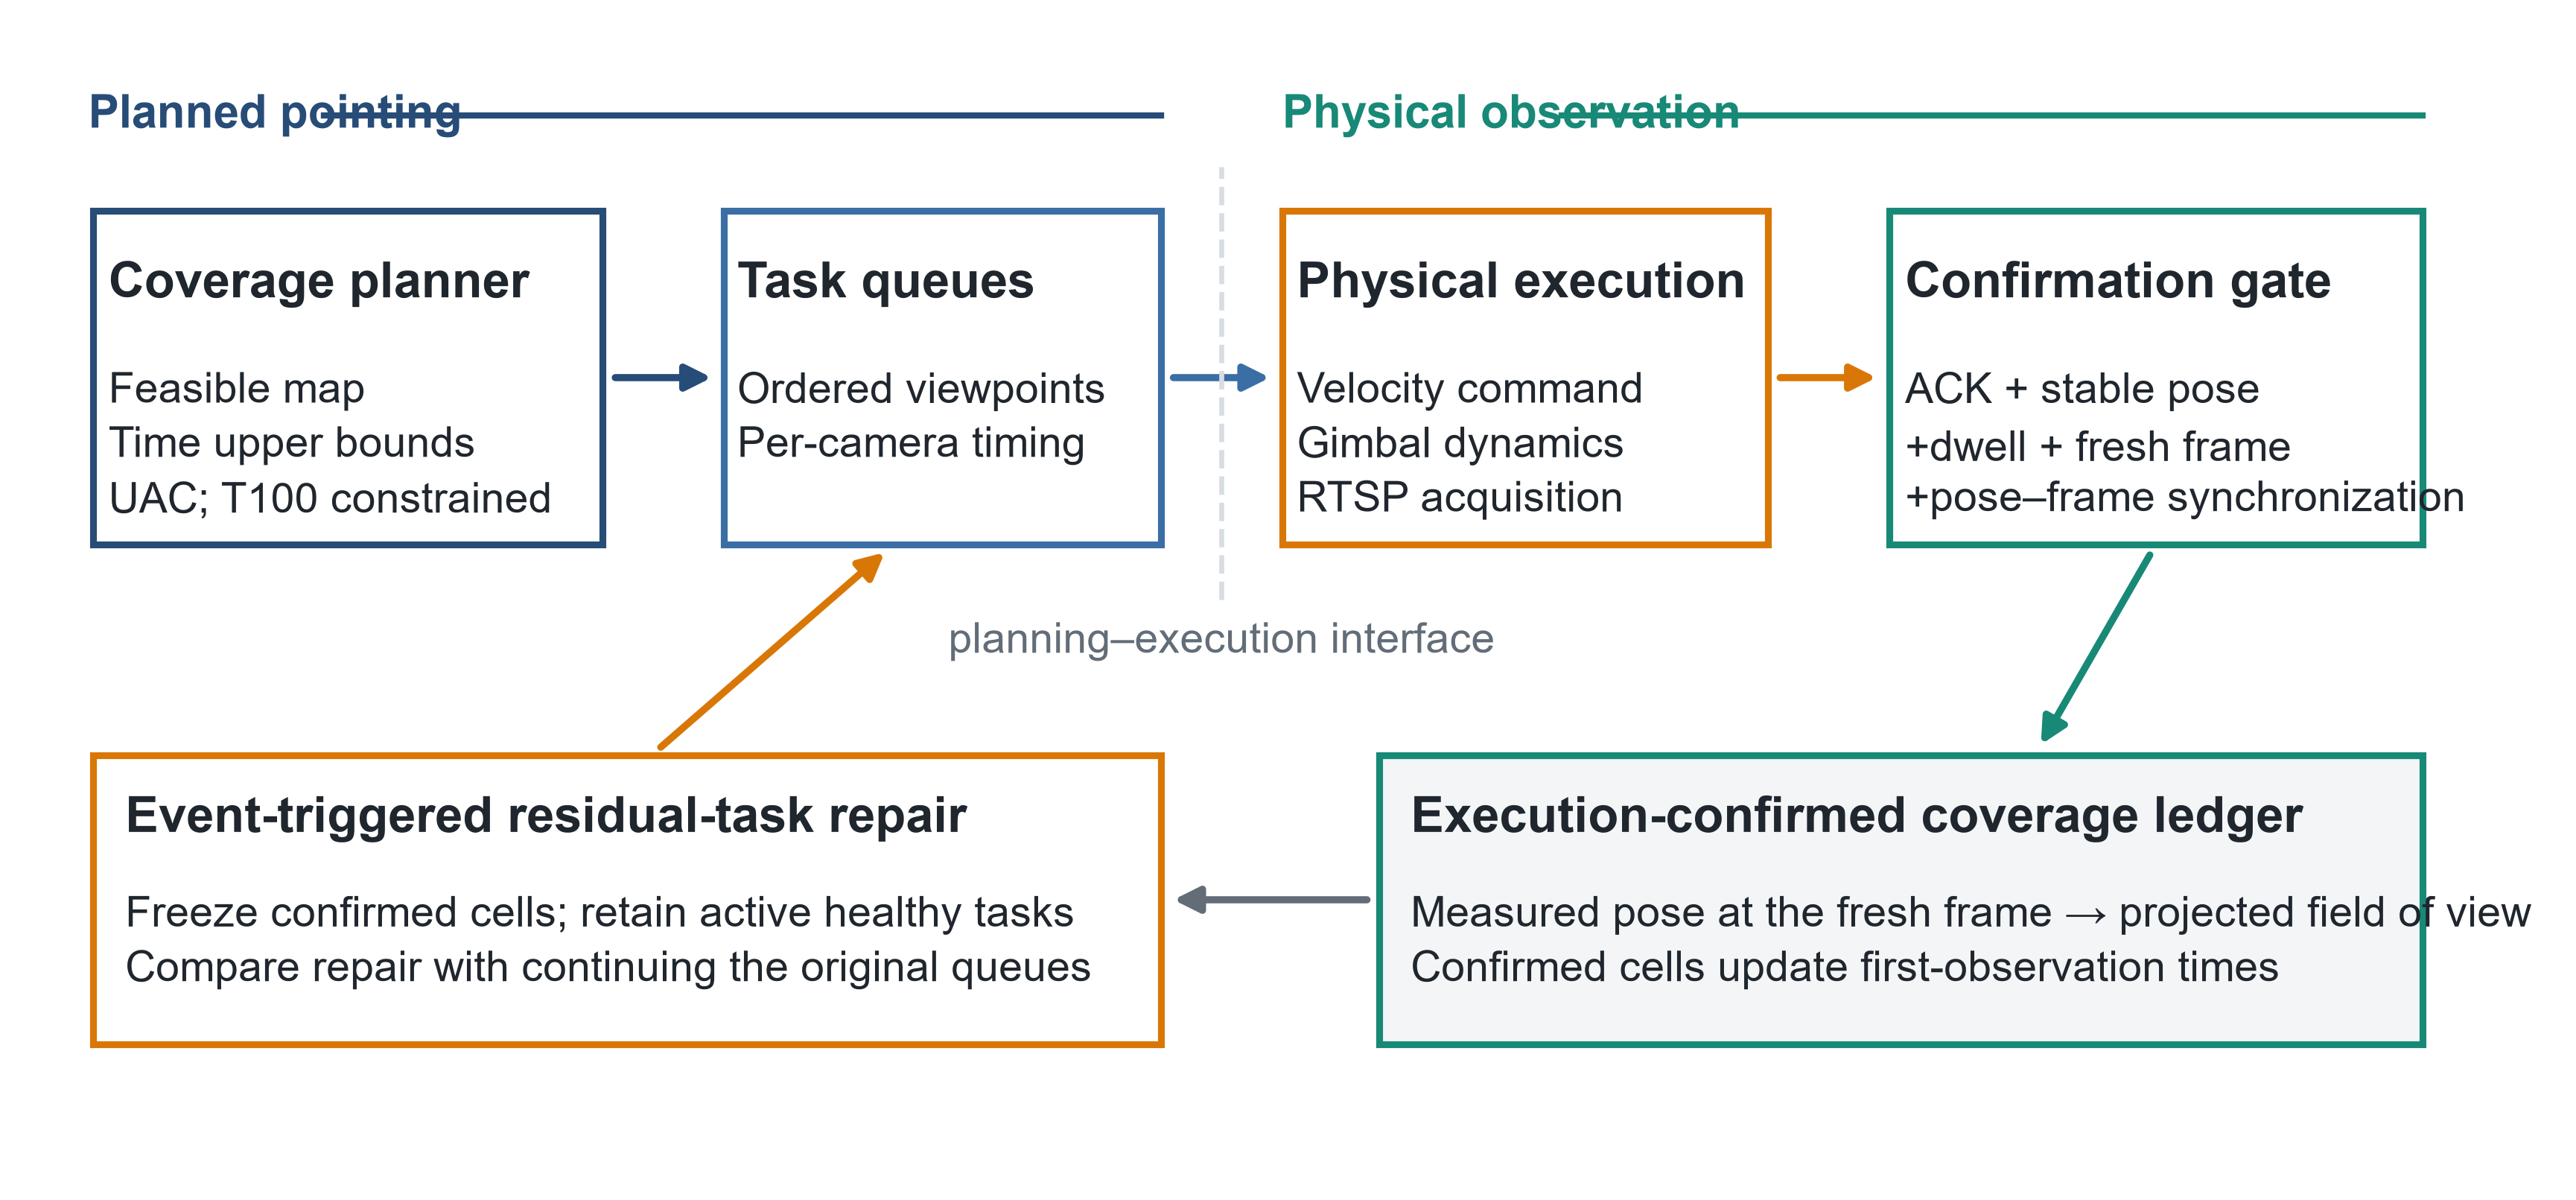 Planned pointing
Physical observation
Coverage planner
Feasible map
Time upper bounds
UAC; T100 constrained
Task queues
Ordered viewpoints
Per-camera timing
Physical execution
Velocity command
Gimbal dynamics
RTSP acquisition
Confirmation gate
ACK + stable pose
+dwell + fresh frame
+pose–frame synchronization
planning–execution interface
Event-triggered residual-task repair
Freeze confirmed cells; retain active healthy tasks
Compare repair with continuing the original queues
Execution-confirmed coverage ledger
Measured pose at the fresh frame → projected field of view
Confirmed cells update first-observation times